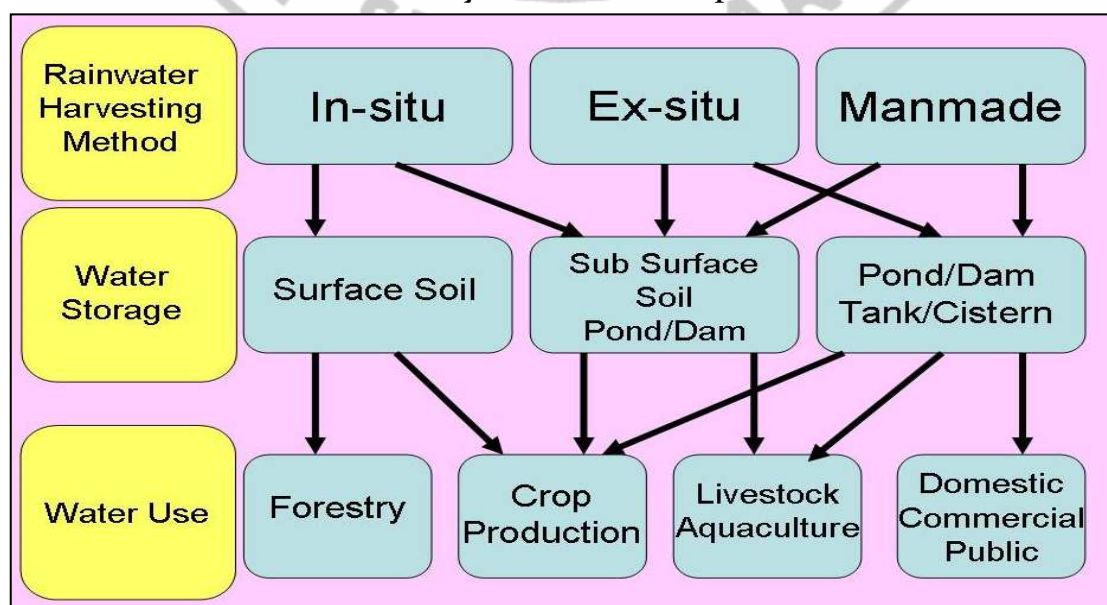 Rainwater
Harvesting
Method
In-situ
Ex-situ
Manmade
Water
Storage
Surface Soil
Sub Surface
Soil
Pond/Dam
Pond/Dam
Tank/Cistern
Water Use
Forestry
Crop
Production
Livestock
Aquaculture
Domestic
Commercial
Public